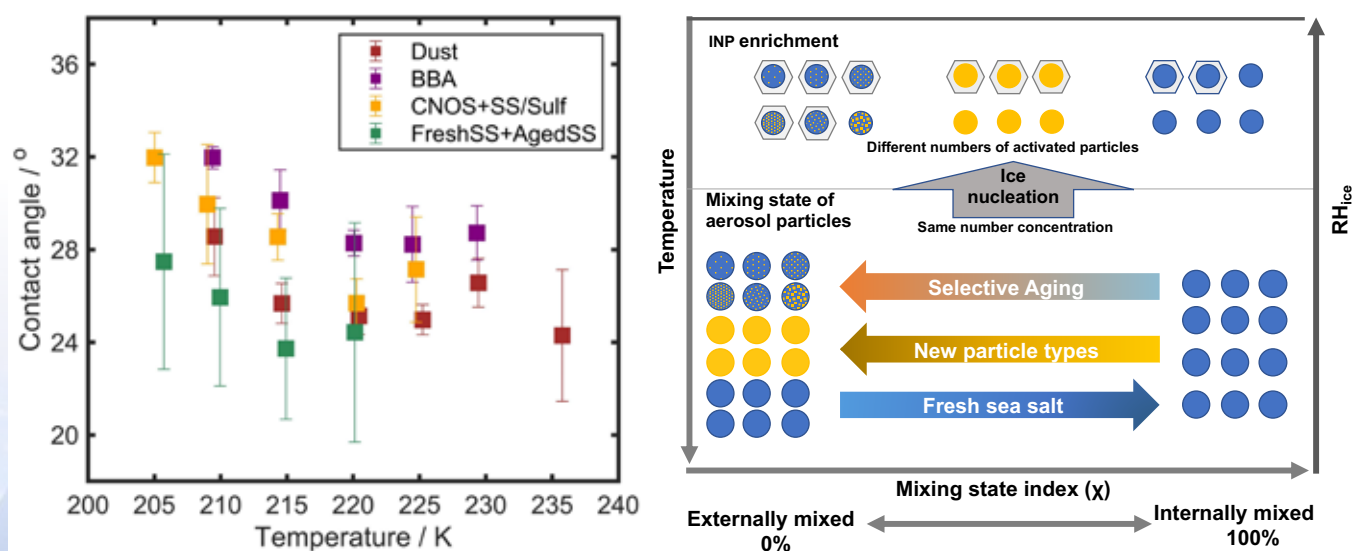 36
32
28
24
20
Contact angle / °
Dust
BBA
CNOS+SS/Sulf
FreshSS+AgedSS
200 205 210 215 220 225 230 235 240
Temperature / K
INP enrichment
Different numbers of activated particles
Ice
nucleation
Same number concentration
Mixing state of
aerosol particles
Selective Aging
New particle types
Fresh sea salt
Temperature
RHice
Mixing state index (χ)
Externally mixed
0%
Internally mixed
100%